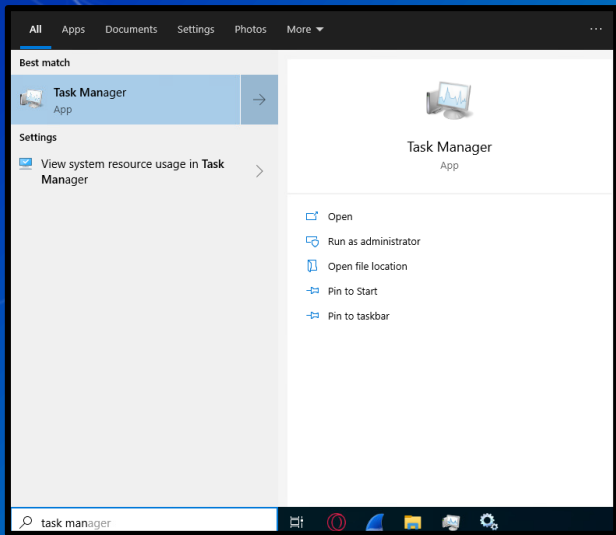 All Apps Documents Settings Photos More
Best match
Task Manager
App
Settings
View system resource usage in Task
Manager
Task Manager
App
Open
Run as administrator
Open file location
Pin to Start
Pin to taskbar
task manager